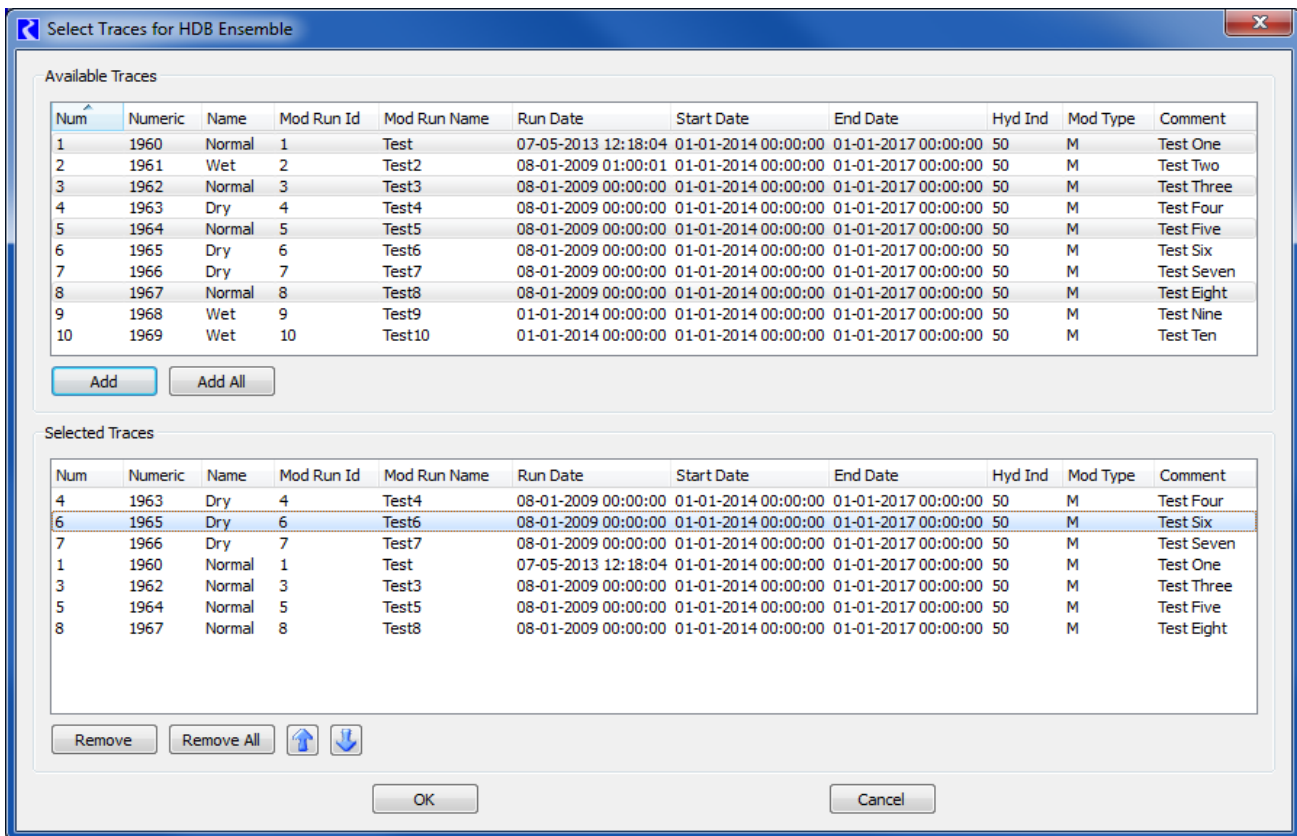 Select Traces for HDB Ensemble
Available Traces
Num Numeric Name Mod Run Id Mod Run Name Run Date Start Date End Date Hyd Ind Mod Type Comment
1 1960 Normal 1 Test 07-05-2013 12:18:04 01-01-2014 00:00:00 01-01-2017 00:00:00 50 M Test One
2 1961 Wet 2 Test2 08-01-2009 01:00:01 01-01-2014 00:00:00 01-01-2017 00:00:00 50 M Test Two
3 1962 Normal 3 Test3 08-01-2009 00:00:00 01-01-2014 00:00:00 01-01-2017 00:00:00 50 M Test Three
4 1963 Dry 4 Test4 08-01-2009 00:00:00 01-01-2014 00:00:00 01-01-2017 00:00:00 50 M Test Four
5 1964 Normal 5 Test5 08-01-2009 00:00:00 01-01-2014 00:00:00 01-01-2017 00:00:00 50 M Test Five
6 1965 Dry 6 Test6 08-01-2009 00:00:00 01-01-2014 00:00:00 01-01-2017 00:00:00 50 M Test Six
7 1966 Dry 7 Test7 08-01-2009 00:00:00 01-01-2014 00:00:00 01-01-2017 00:00:00 50 M Test Seven
8 1967 Normal 8 Test8 08-01-2009 00:00:00 01-01-2014 00:00:00 01-01-2017 00:00:00 50 M Test Eight
9 1968 Wet 9 Test9 01-01-2014 00:00:00 01-01-2014 00:00:00 01-01-2017 00:00:00 50 M Test Nine
10 1969 Wet 10 Test10 01-01-2014 00:00:00 01-01-2014 00:00:00 01-01-2017 00:00:00 50 M Test Ten
Add Add All
Selected Traces
Num Numeric Name Mod Run Id Mod Run Name Run Date Start Date End Date Hyd Ind Mod Type Comment
4 1963 Dry 4 Test4 08-01-2009 00:00:00 01-01-2014 00:00:00 01-01-2017 00:00:00 50 M Test Four
6 1965 Dry 6 Test6 08-01-2009 00:00:00 01-01-2014 00:00:00 01-01-2017 00:00:00 50 M Test Six
7 1966 Dry 7 Test7 08-01-2009 00:00:00 01-01-2014 00:00:00 01-01-2017 00:00:00 50 M Test Seven
1 1960 Normal 1 Test 07-05-2013 12:18:04 01-01-2014 00:00:00 01-01-2017 00:00:00 50 M Test One
3 1962 Normal 3 Test3 08-01-2009 00:00:00 01-01-2014 00:00:00 01-01-2017 00:00:00 50 M Test Three
5 1964 Normal 5 Test5 08-01-2009 00:00:00 01-01-2014 00:00:00 01-01-2017 00:00:00 50 M Test Five
8 1967 Normal 8 Test8 08-01-2009 00:00:00 01-01-2014 00:00:00 01-01-2017 00:00:00 50 M Test Eight
Remove Remove All
OK Cancel